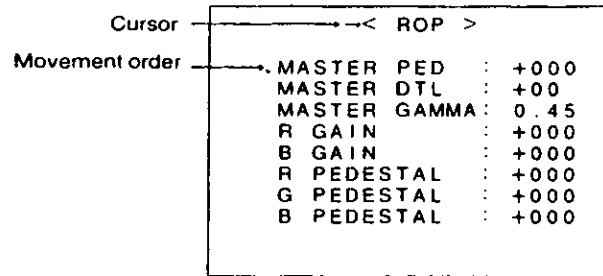 Cursor → < ROP >
Movement order . MASTER PED : +000
MASTER DTL : +00
MASTER GAMMA : 0.45
R GAIN : +000
B GAIN : +000
R PEDESTAL : +000
G PEDESTAL : +000
B PEDESTAL : +000